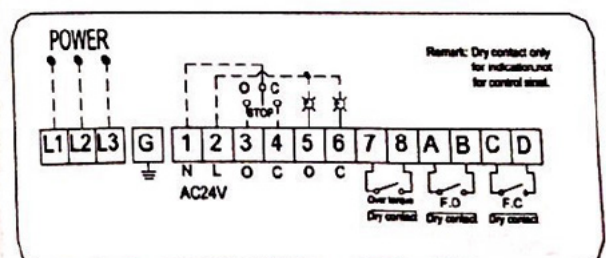 POWER
Remark: Dry contact only
for indication,not
for control sinal.
O C
STOP
L1 L2 L3 G 1 2 3 4 5 6 7 8 A B C D
N L O C O C
AC24V
Over torque F.O F.C
Dry contact Dry contact Dry contact